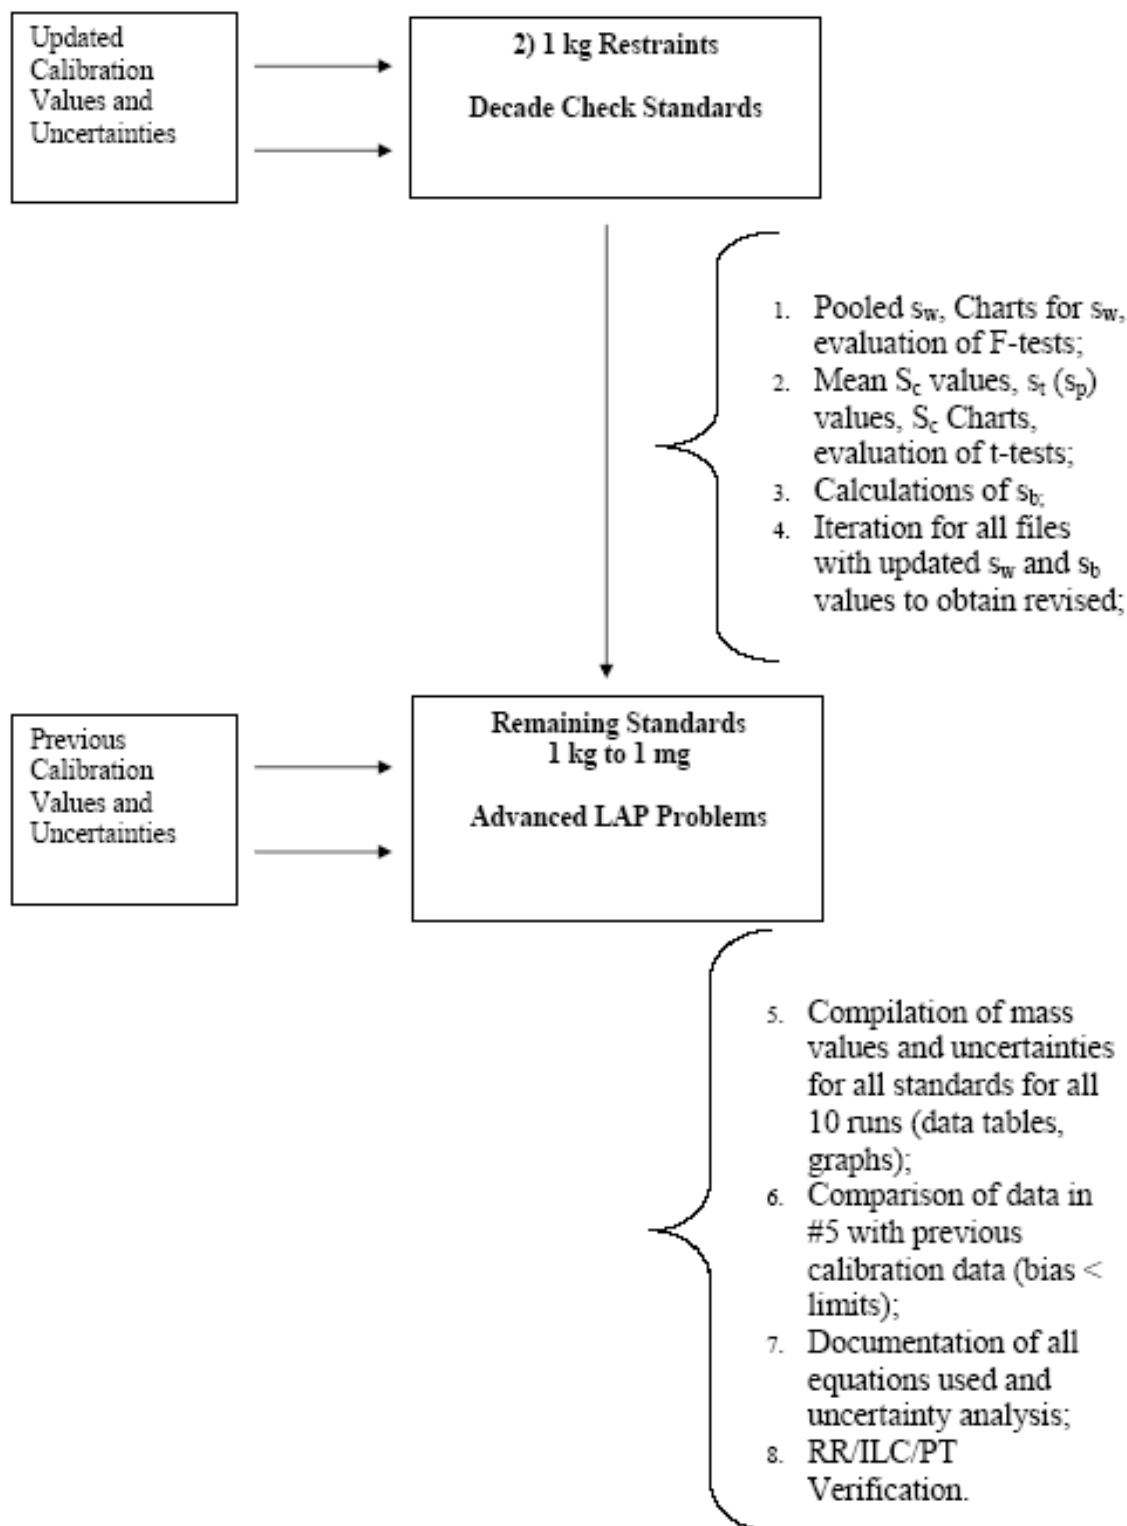 Updated
Calibration
Values and
Uncertainties
2) 1 kg Restraints
Decade Check Standards
1. Pooled sw, Charts for sw,
evaluation of F-tests;
2. Mean Sc values, st (sp)
values, Sc Charts,
evaluation of t-tests;
3. Calculations of sb;
4. Iteration for all files
with updated sw and sb
values to obtain revised;
Previous
Calibration
Values and
Uncertainties
Remaining Standards
1 kg to 1 mg
Advanced LAP Problems
5. Compilation of mass
values and uncertainties
for all standards for all
10 runs (data tables,
graphs);
6. Comparison of data in
#5 with previous
calibration data (bias <
limits);
7. Documentation of all
equations used and
uncertainty analysis;
8. RR/ILC/PT
Verification.